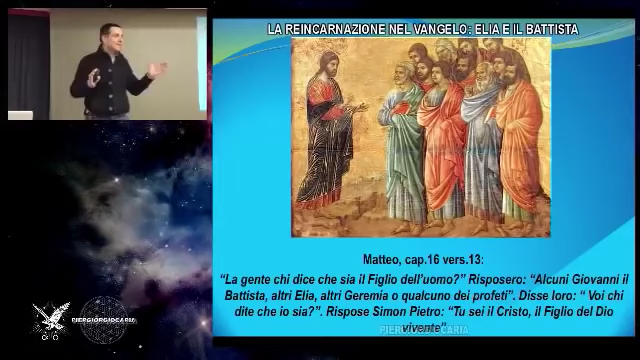 LA REINCARNAZIONE NEL VANGELO: ELIA E IL BATTISTA
Matteo, cap.16 vers.13:
“La gente chi dice che sia il Figlio dell’uomo?” Risposero: “Alcuni Giovanni il
Battista, altri Elia, altri Geremia o qualcuno dei profeti”. Disse loro: “ Voi chi
dite che io sia?”. Rispose Simon Pietro: “Tu sei il Cristo, il Figlio del Dio
vivente”
PIERGIORGIOCARIA